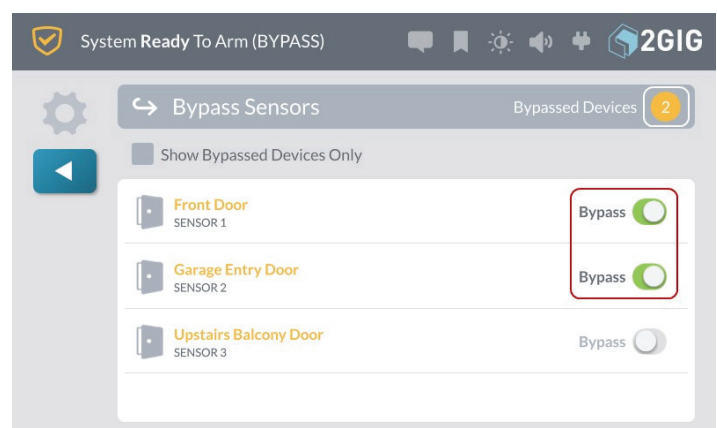 System Ready To Arm (BYPASS)
2GIG
Bypass Sensors
Bypassed Devices 2
Show Bypassed Devices Only
Front Door
SENSOR 1
Bypass
Garage Entry Door
SENSOR 2
Bypass
Upstairs Balcony Door
SENSOR 3
Bypass